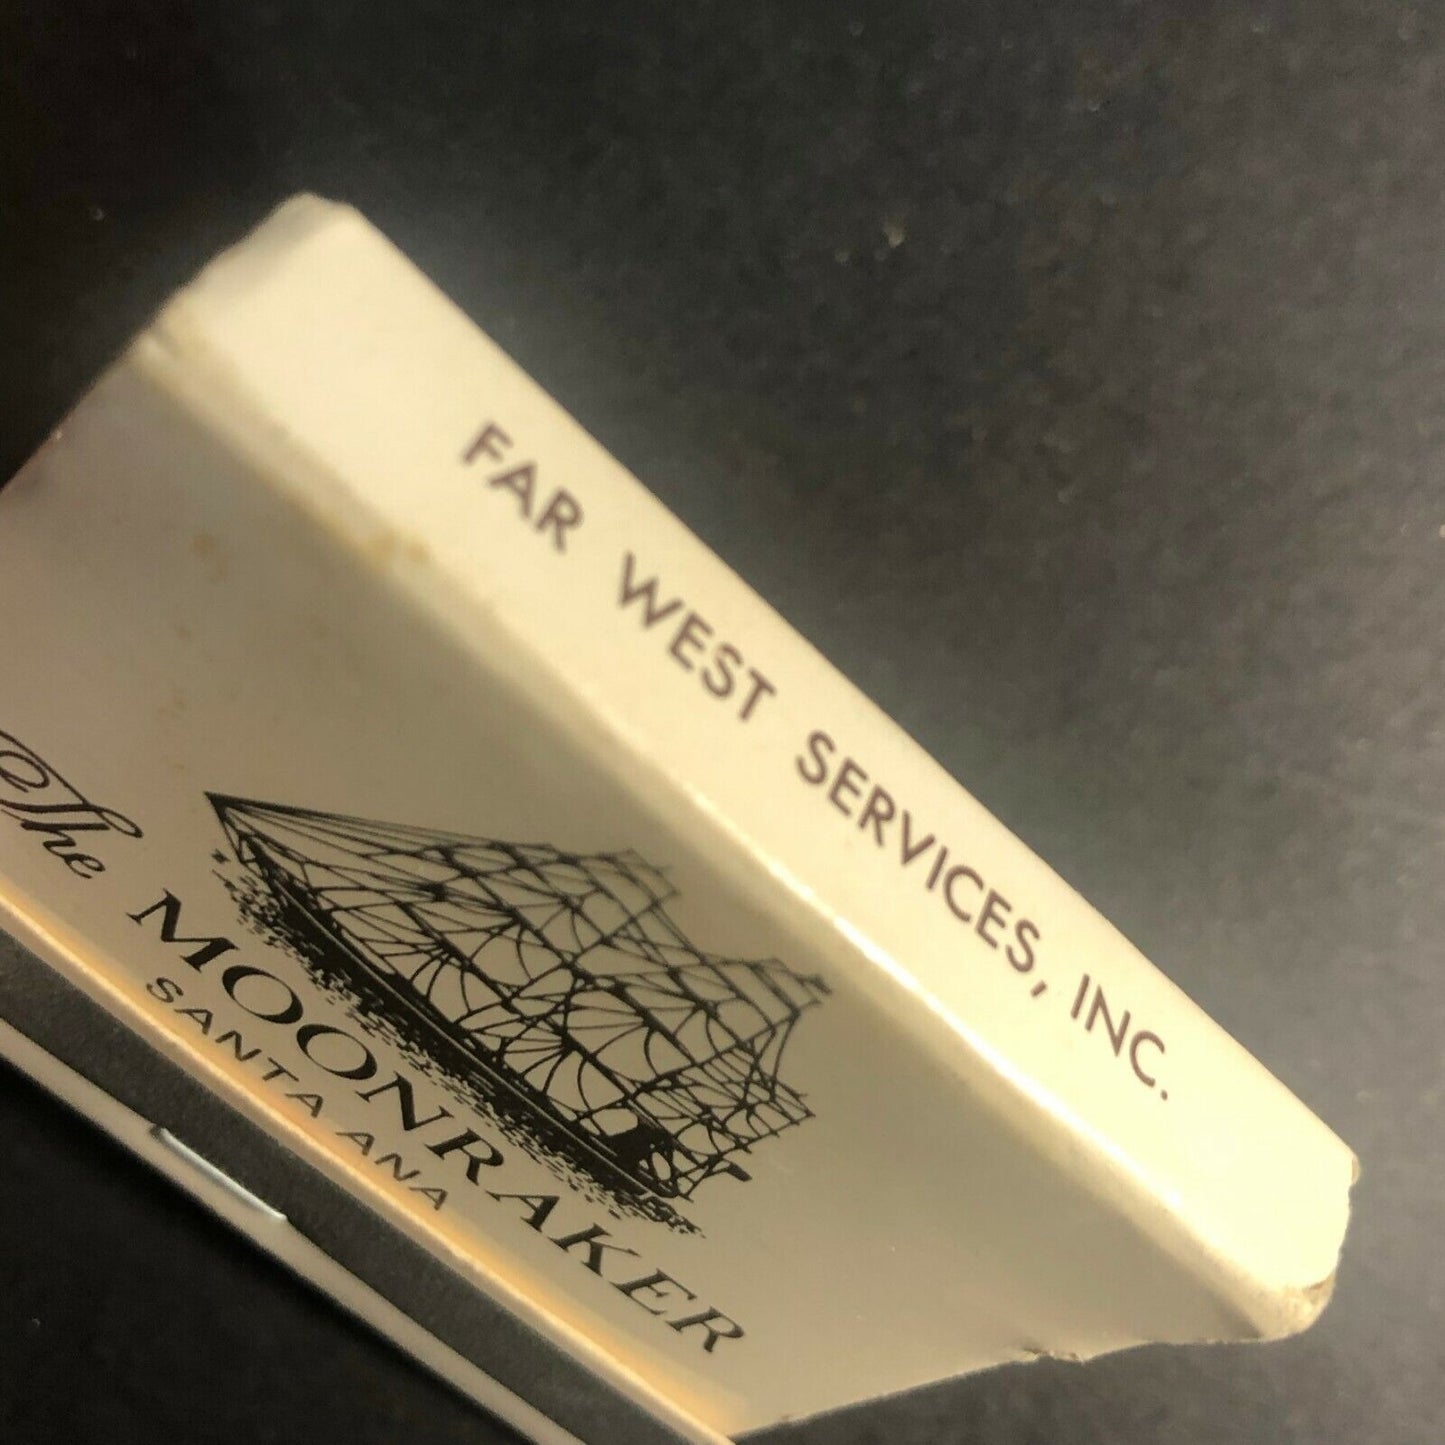 FAR WEST SERVICES, INC.
The MOONRAKER
SANTA ANA